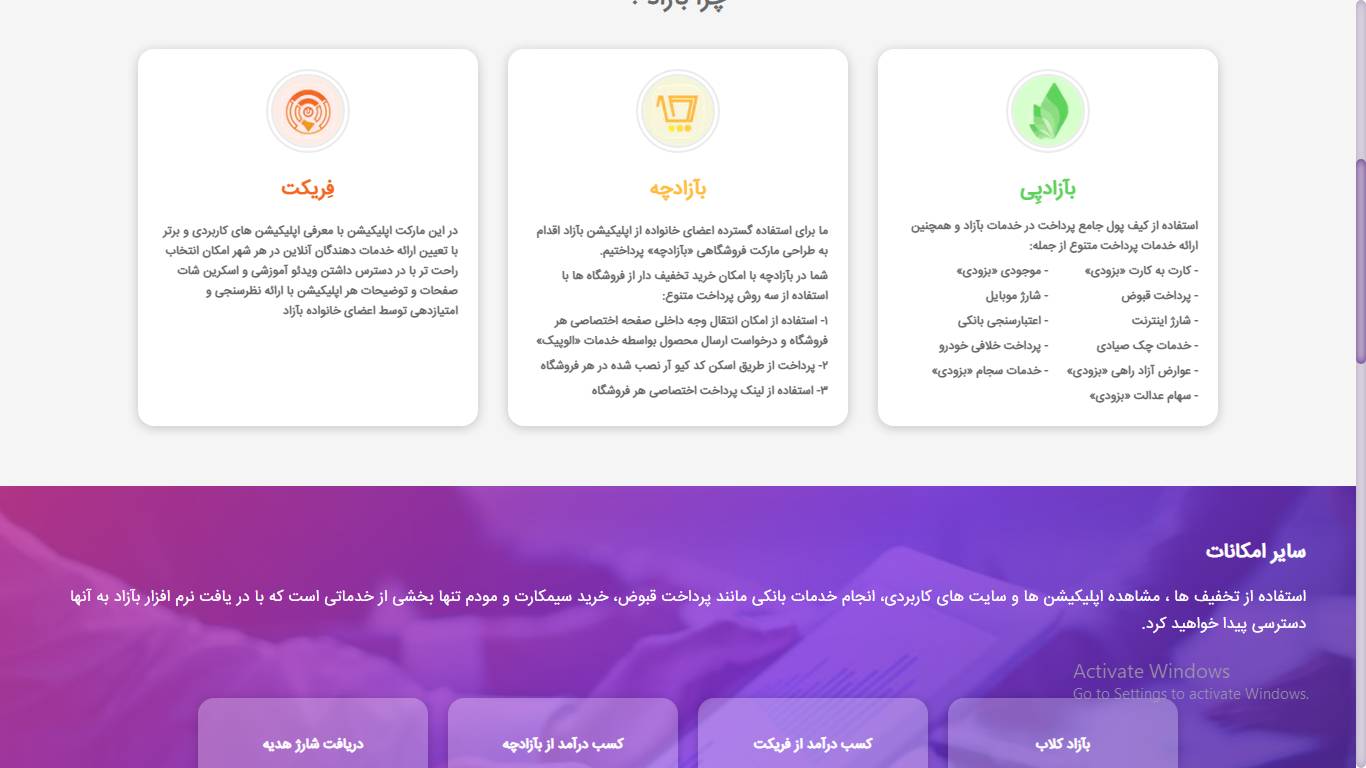 چرا بآزاد ؟
بآزادپِی
استفاده از کیف پول جامع پرداخت در خدمات بآزاد و همچنین
ارائه خدمات پرداخت متنوع از جمله:
- کارت به کارت «بزودی»
- موجودی «بزودی»
- پرداخت قبوض
- شارژ موبایل
- شارژ اینترنت
- اعتبارسنجی بانکی
- خدمات چک صیادی
- پرداخت خلافی خودرو
- عوارض آزاد راهی «بزودی»
- خدمات سجام «بزودی»
- سهام عدالت «بزودی»
بآزادچه
ما برای استفاده گسترده اعضای خانواده از اپلیکیشن بآزاد اقدام
به طراحی مارکت فروشگاهی «بآزادچه» پرداختیم.
شما در بآزادچه با امکان خرید تخفیف دار از فروشگاه ها با
استفاده از سه روش پرداخت متنوع:
۱- استفاده از امکان انتقال وجه داخلی صفحه اختصاصی هر
فروشگاه و درخواست ارسال محصول بواسطه خدمات «الوپیک»
۲- پرداخت از طریق اسکن کد کیو آر نصب شده در هر فروشگاه
۳- استفاده از لینک پرداخت اختصاصی هر فروشگاه
فِریکت
در این مارکت اپلیکیشن با معرفی اپلیکیشن های کاربردی و برتر
با تعیین ارائه خدمات دهندگان آنلاین در هر شهر امکان انتخاب
راحت تر با در دسترس داشتن ویدئو آموزشی و اسکرین شات
صفحات و توضیحات هر اپلیکیشن با ارائه نظرسنجی و
امتیازدهی توسط اعضای خانواده بآزاد
سایر امکانات
استفاده از تخفیف ها ، مشاهده اپلیکیشن ها و سایت های کاربردی، انجام خدمات بانکی مانند پرداخت قبوض، خرید سیمکارت و مودم تنها بخشی از خدماتی است که با در یافت نرم افزار بآزاد به آنها
دسترسی پیدا خواهید کرد.
Activate Windows
Go to Settings to activate Windows.
بآزاد کلاب
کسب درآمد از فریکت
کسب درآمد از بآزادچه
دریافت شارژ هدیه